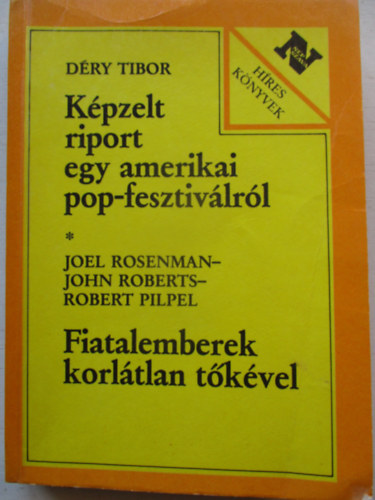 DÉRY TIBOR
Képzelt
riport
egy amerikai
pop-fesztiválról
*
JOEL ROSENMAN–
JOHN ROBERTS–
ROBERT PILPEL
Fiatalemberek
korlátlan tőkével
N
HÍRES
KÖNYVEK